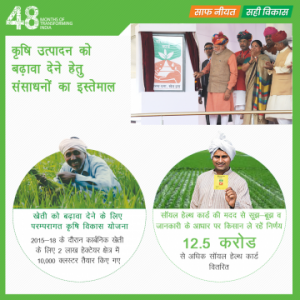 48
MONTHS OF
TRANSFORMING
INDIA
साफ नीयत
सही विकास
कृषि उत्पादन को
बढ़ावा देने हेतु
संसाधनों का इस्तेमाल
खेती को बढ़ावा देने के लिए
परम्परागत कृषि विकास योजना
2015-18 के दौरान कार्बनिक खेती
के लिए 2 लाख हेक्टेयर क्षेत्र में
10,000 क्लस्टर तैयार किए गए
सॉयल हेल्थ कार्ड की मदद से सूझ-बूझ व
जानकारी के आधार पर किसान ले रहें निर्णय
12.5 करोड
से अधिक सॉयल हेल्थ कार्ड
वितरित